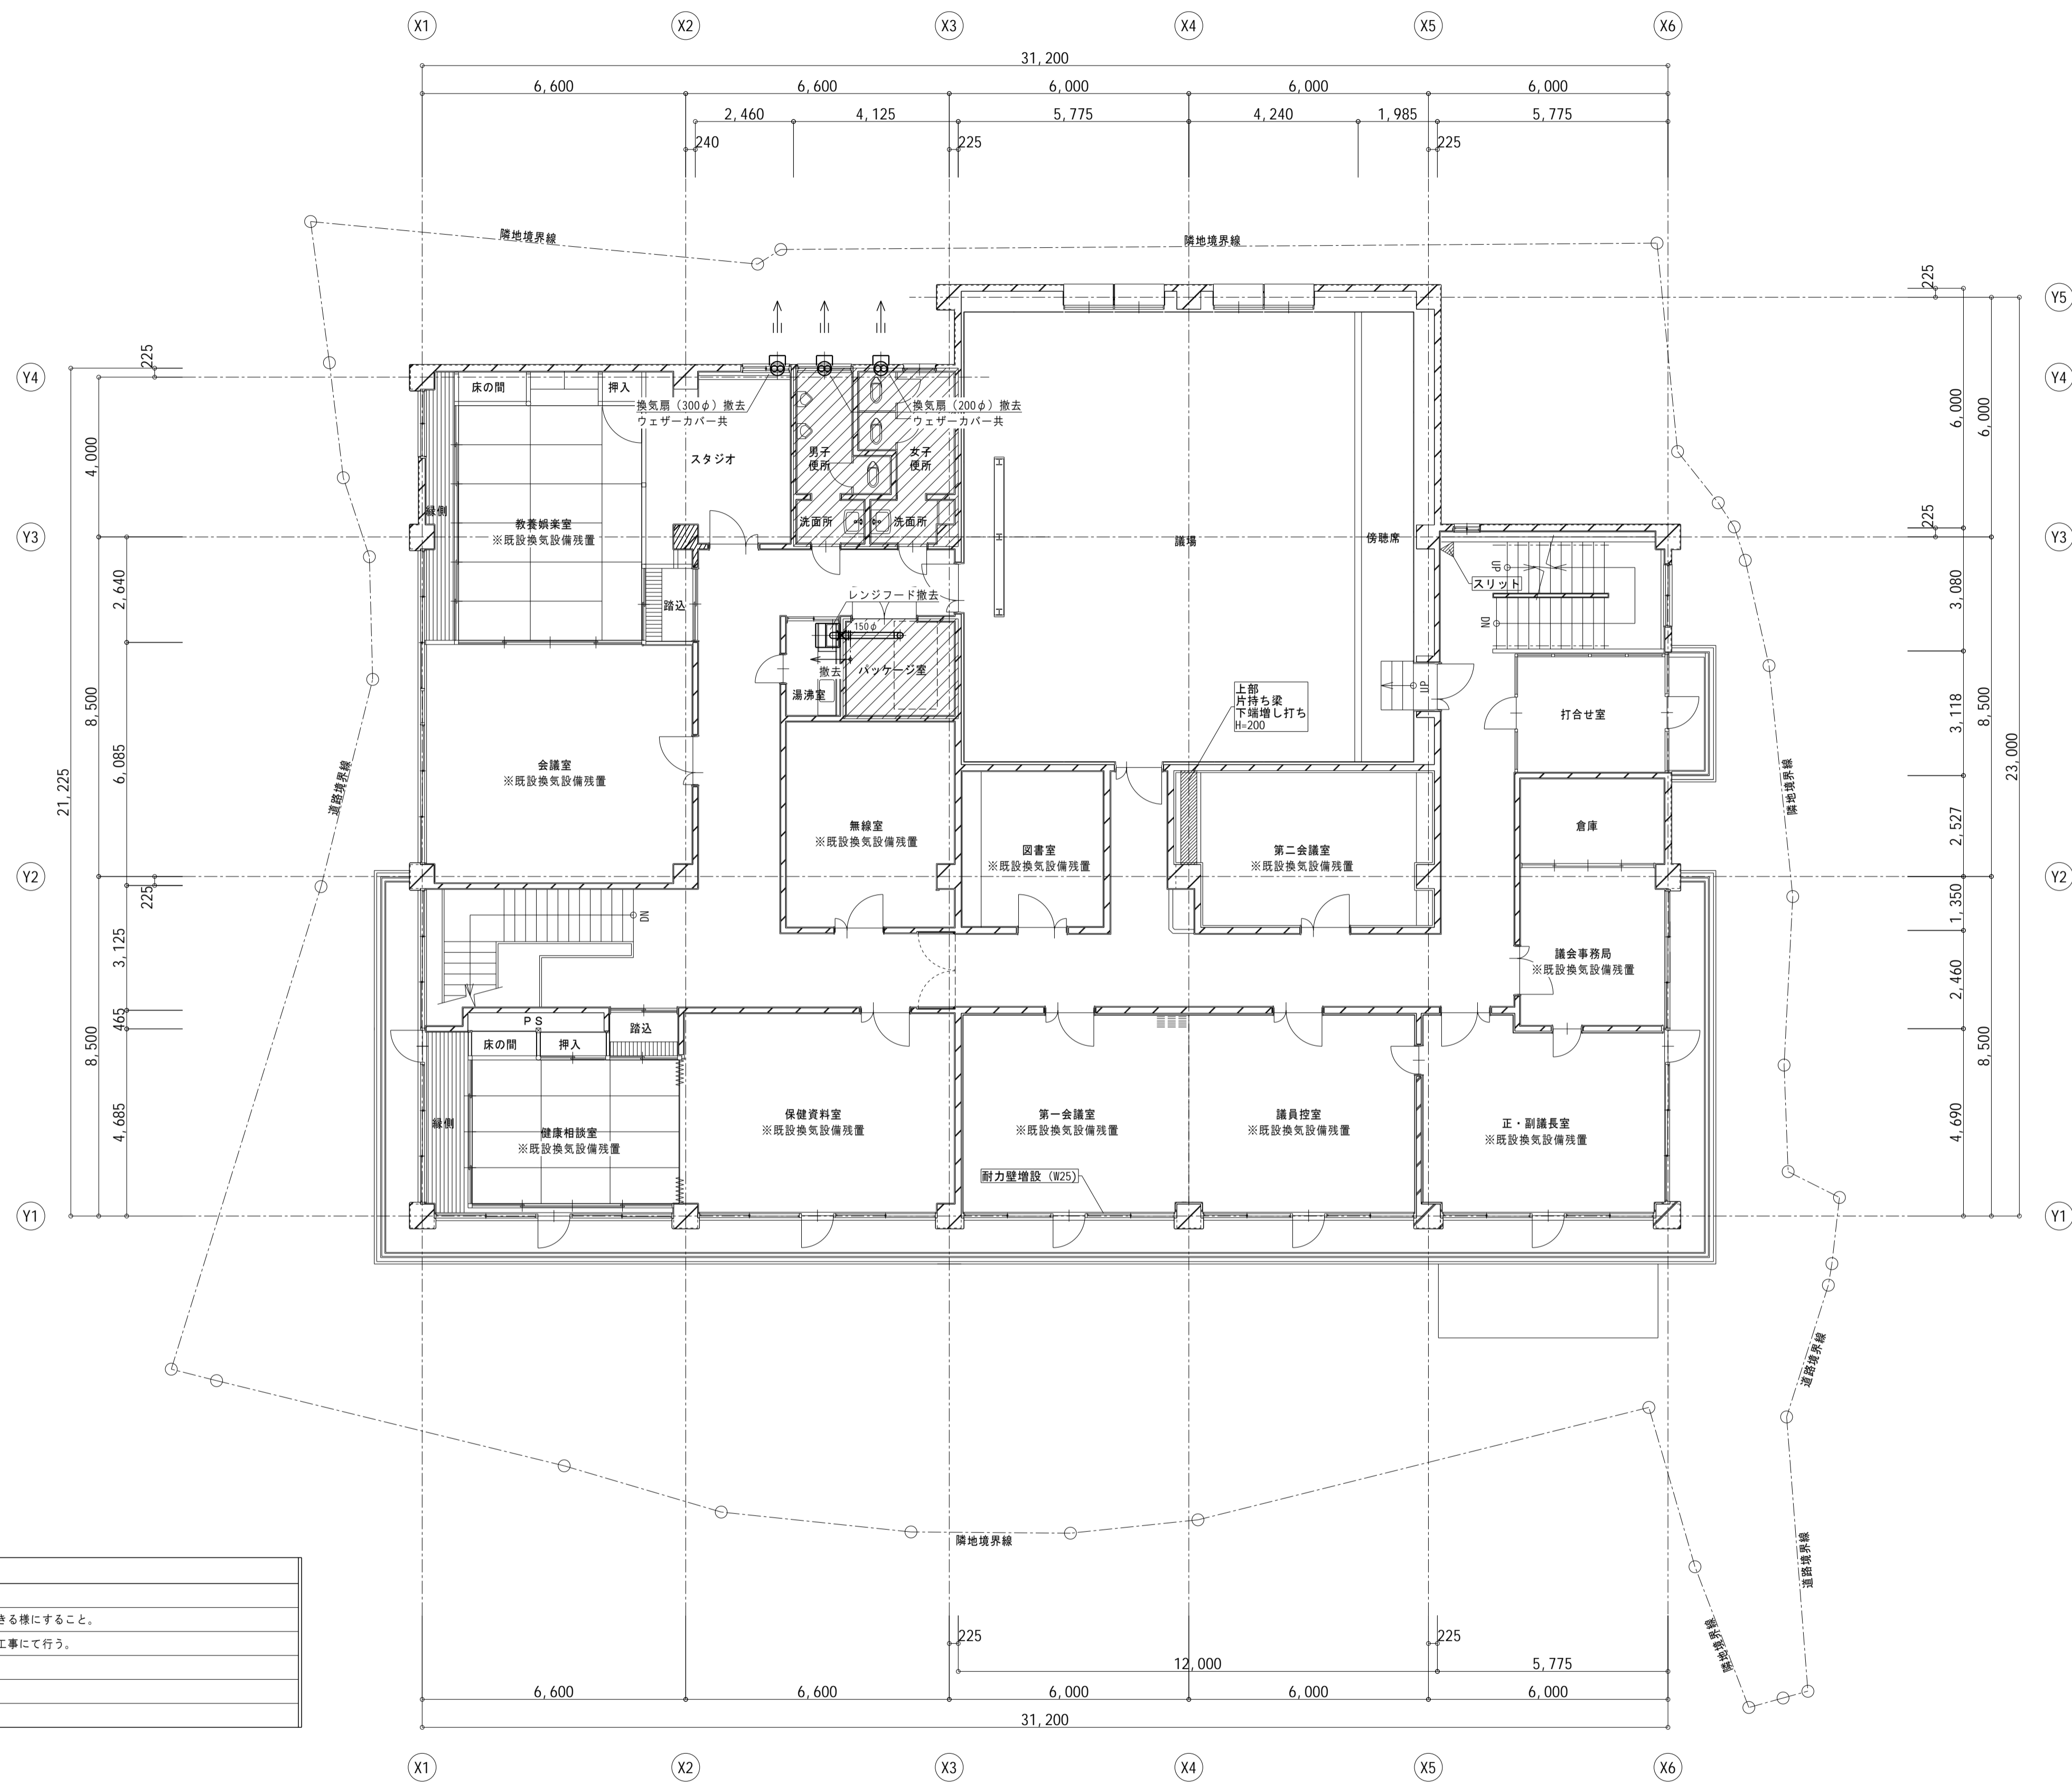 X1 X2 X3 X4 X5 X6
31,200
6,600 6,600 6,000 6,000 6,000
2,460 4,125 5,775 4,240 1,985 5,775
240 225 225
隣地境界線 隣地境界線
225
Y5
225
Y4 Y4
床の間 押入
換気扇（300φ）撤去
ウェザーカバー共
換気扇（200φ）撤去
ウェザーカバー共
4,000
6,000 6,000
スタジオ
男子
便所
女子
便所
縁側
教養娯楽室
※既設換気設備残置
洗面所 洗面所
225
Y3 Y3
議場 傍聴席
UP
スリット
2,640
3,080
レンジフード撤去
踏込
150φ
DN
パッケージ室
撤去
湯沸室
UP
上部
片持ち梁
下端増し打ち
H=200
打合せ室
8,500
3,118
8,500
21,225
6,085
会議室
※既設換気設備残置
道路境界線
隣地境界線
23,000
無線室
※既設換気設備残置
図書室
※既設換気設備残置
第二会議室
※既設換気設備残置
倉庫
2,527
Y2 Y2
225
DN
1,350
3,125
議会事務局
※既設換気設備残置
2,460
465
PS
踏込
床の間 押入
8,500
8,500
4,685
4,690
縁側
健康相談室
※既設換気設備残置
保健資料室
※既設換気設備残置
第一会議室
※既設換気設備残置
議員控室
※既設換気設備残置
正・副議長室
※既設換気設備残置
耐力壁増設（W25）
Y1 Y1
道路境界線
隣地境界線
道路境界線
隣地境界線
きる様にすること。
工事にて行う。
225 225
12,000 5,775
6,600 6,600 6,000 6,000 6,000
31,200
X1 X2 X3 X4 X5 X6